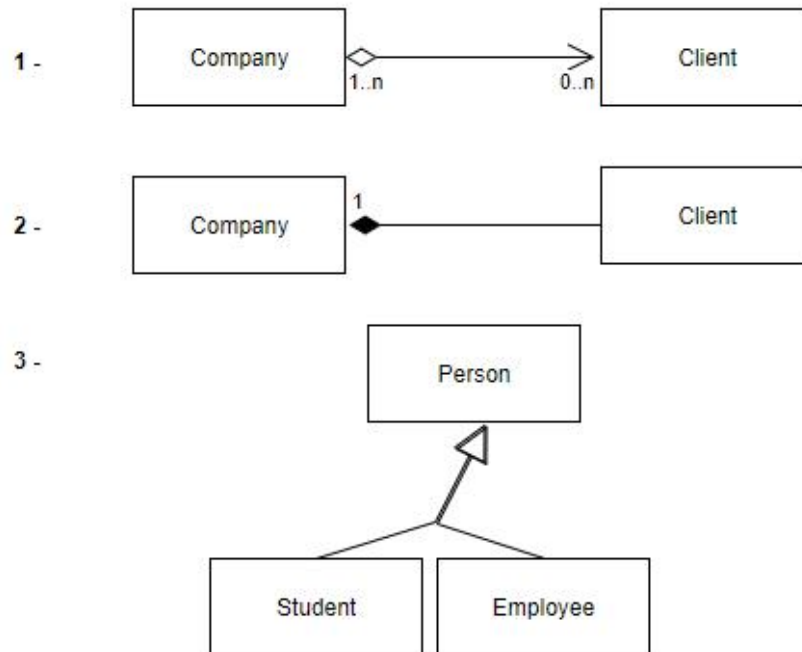 1 - Company 1..n 0..n Client
2 - Company 1 Client
3 - Person
Student Employee